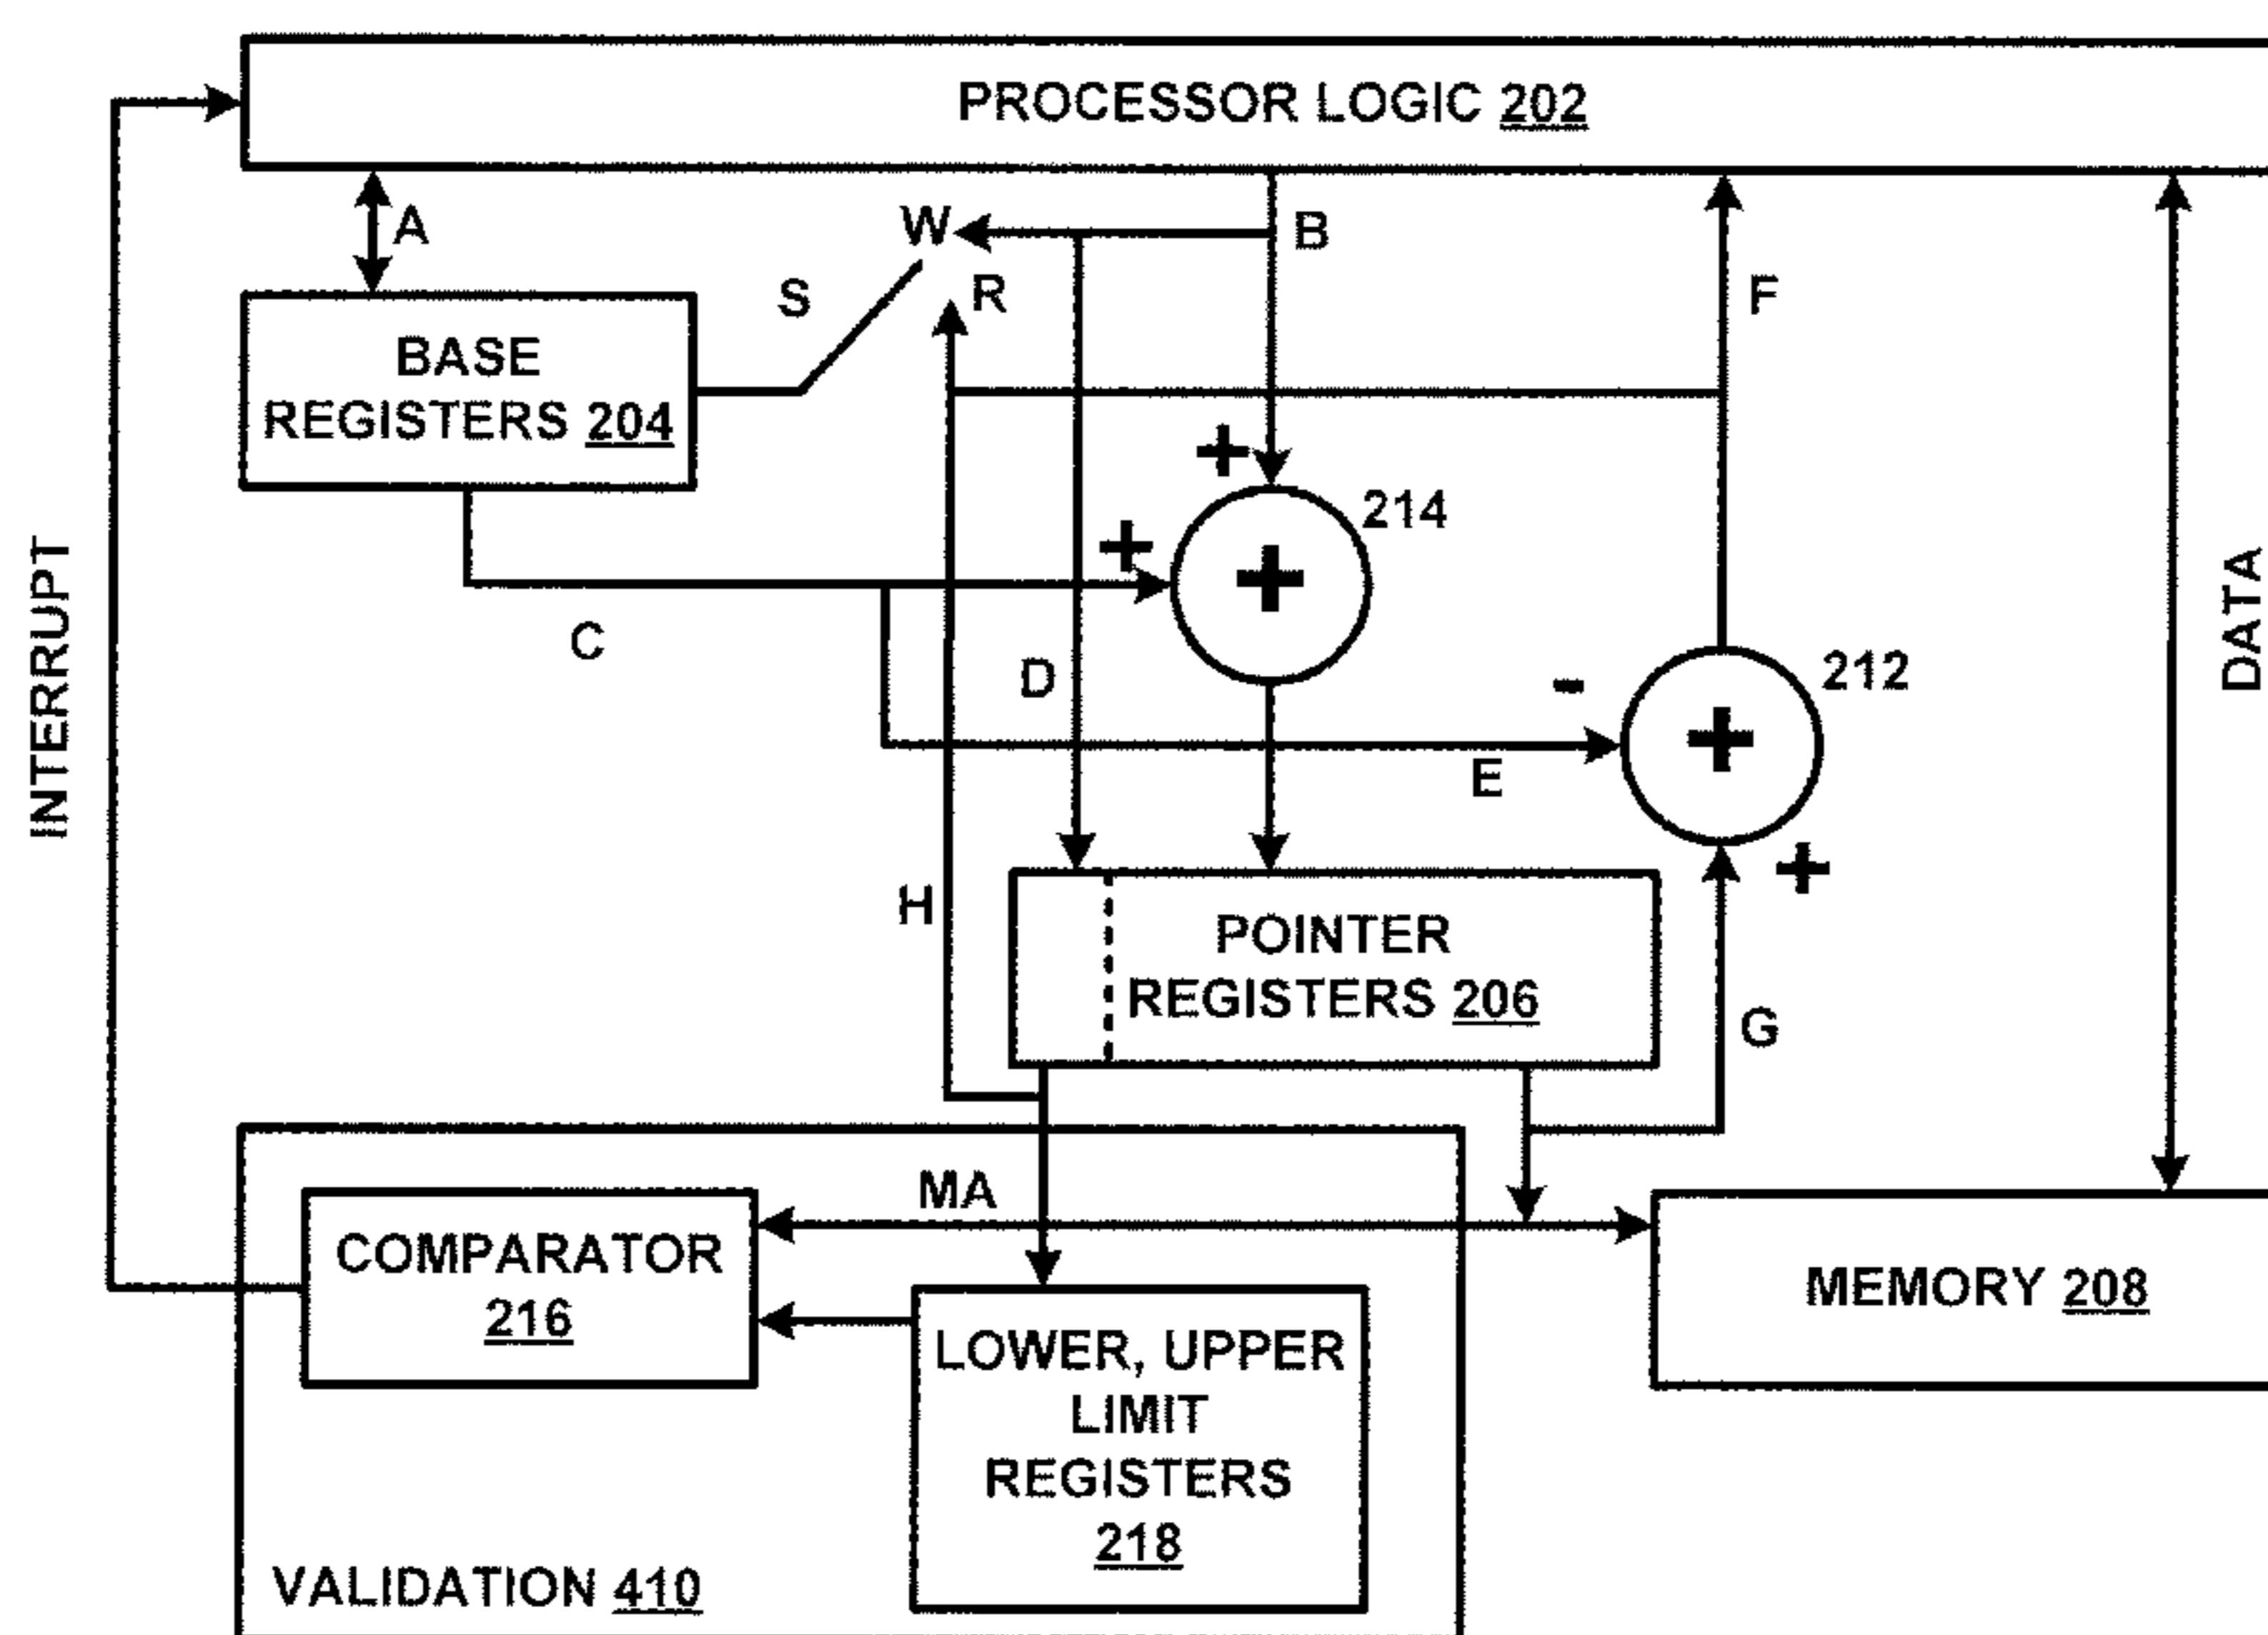 PROCESSOR LOGIC 202
A
W
B
S
R
F
BASE
REGISTERS 204
+
214
+
+
INTERRUPT
C
D
-
212
DATA
+
E
+
H
POINTER
REGISTERS 206
G
MA
COMPARATOR
216
MEMORY 208
LOWER, UPPER
LIMIT
REGISTERS
218
VALIDATION 410